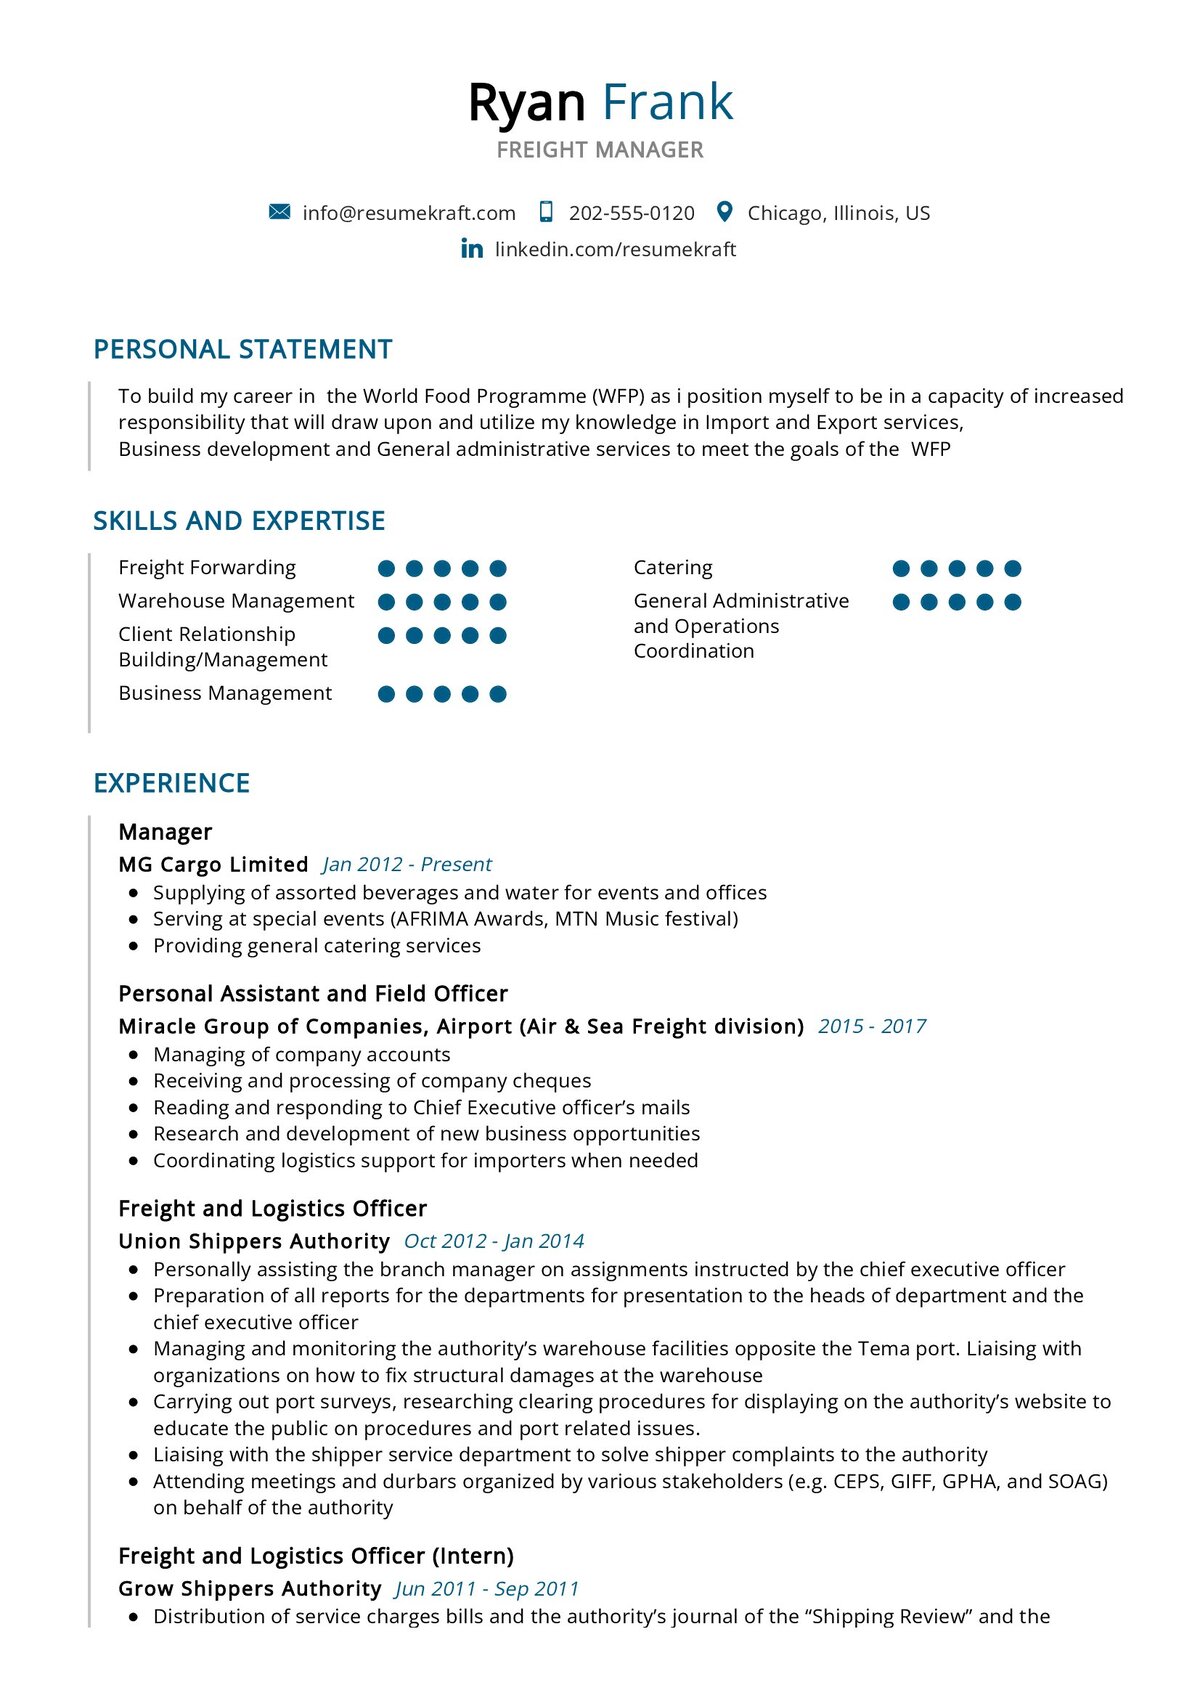 Ryan Frank
FREIGHT MANAGER
info@resumekraft.com 202-555-0120 Chicago, Illinois, US
linkedin.com/resumekraft
PERSONAL STATEMENT
To build my career in  the World Food Programme (WFP) as i position myself to be in a capacity of increased
responsibility that will draw upon and utilize my knowledge in Import and Export services,
Business development and General administrative services to meet the goals of the  WFP
SKILLS AND EXPERTISE
Freight Forwarding
Warehouse Management
Client Relationship
Building/Management
Business Management
Catering
General Administrative
and Operations
Coordination
EXPERIENCE
Manager
MG Cargo Limited Jan 2012 - Present
• Supplying of assorted beverages and water for events and offices
• Serving at special events (AFRIMA Awards, MTN Music festival)
• Providing general catering services
Personal Assistant and Field Officer
Miracle Group of Companies, Airport (Air & Sea Freight division) 2015 - 2017
• Managing of company accounts
• Receiving and processing of company cheques
• Reading and responding to Chief Executive officer’s mails
• Research and development of new business opportunities
• Coordinating logistics support for importers when needed
Freight and Logistics Officer
Union Shippers Authority Oct 2012 - Jan 2014
• Personally assisting the branch manager on assignments instructed by the chief executive officer
• Preparation of all reports for the departments for presentation to the heads of department and the
chief executive officer
• Managing and monitoring the authority’s warehouse facilities opposite the Tema port. Liaising with
organizations on how to fix structural damages at the warehouse
• Carrying out port surveys, researching clearing procedures for displaying on the authority’s website to
educate the public on procedures and port related issues.
• Liaising with the shipper service department to solve shipper complaints to the authority
• Attending meetings and durbars organized by various stakeholders (e.g. CEPS, GIFF, GPHA, and SOAG)
on behalf of the authority
Freight and Logistics Officer (Intern)
Grow Shippers Authority Jun 2011 - Sep 2011
• Distribution of service charges bills and the authority’s journal of the “Shipping Review” and the